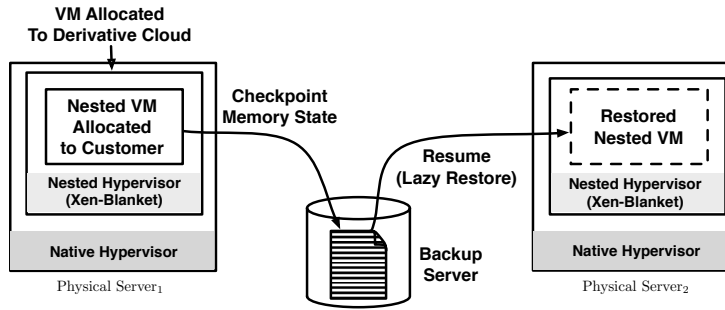 VM Allocated
To Derivative Cloud
Nested VM
Allocated
to Customer
Nested Hypervisor
(Xen-Blanket)
Native Hypervisor
Physical Server₁
Checkpoint
Memory State
Resume
(Lazy Restore)
Backup
Server
Restored
Nested VM
Nested Hypervisor
(Xen-Blanket)
Native Hypervisor
Physical Server₂